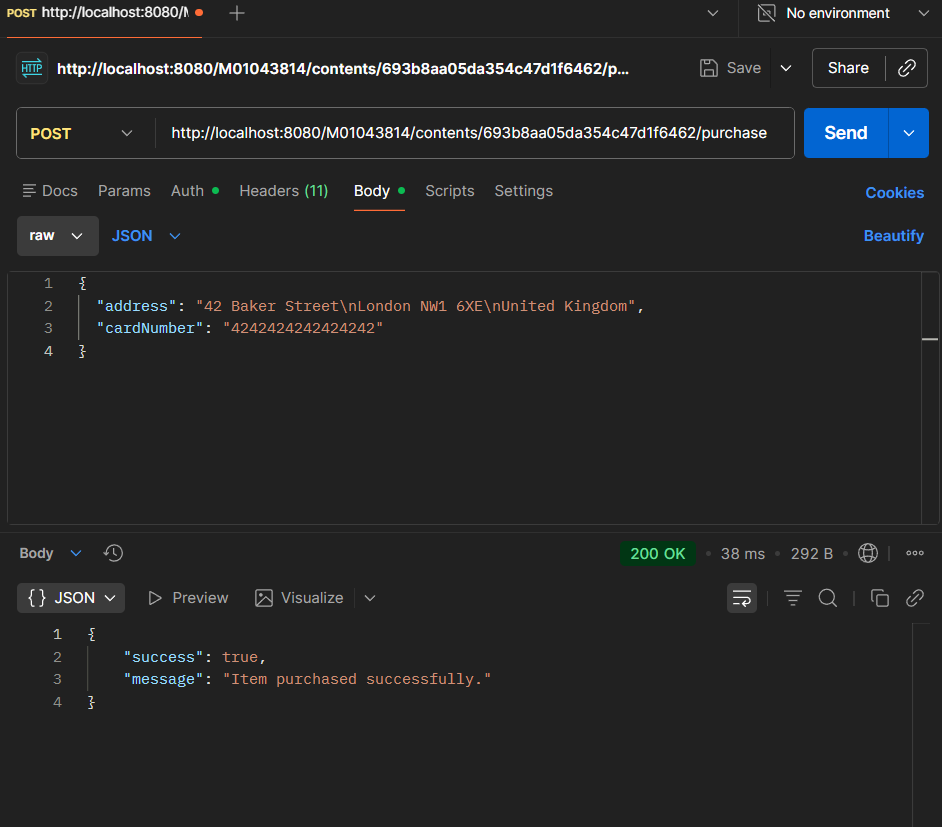 POST http://localhost:8080/M
No environment
HTTP http://localhost:8080/M01043814/contents/693b8aa05da354c47d1f6462/p...
Save
Share
POST
http://localhost:8080/M01043814/contents/693b8aa05da354c47d1f6462/purchase
Send
Docs Params Auth Headers (11) Body Scripts Settings Cookies
raw JSON Beautify
1 {
2 "address": "42 Baker Street\nLondon NW1 6XE\nUnited Kingdom",
3 "cardNumber": "4242424242424242"
4 }
Body 200 OK • 38 ms • 292 B •
{} JSON Preview Visualize
1 {
2 "success": true,
3 "message": "Item purchased successfully."
4 }